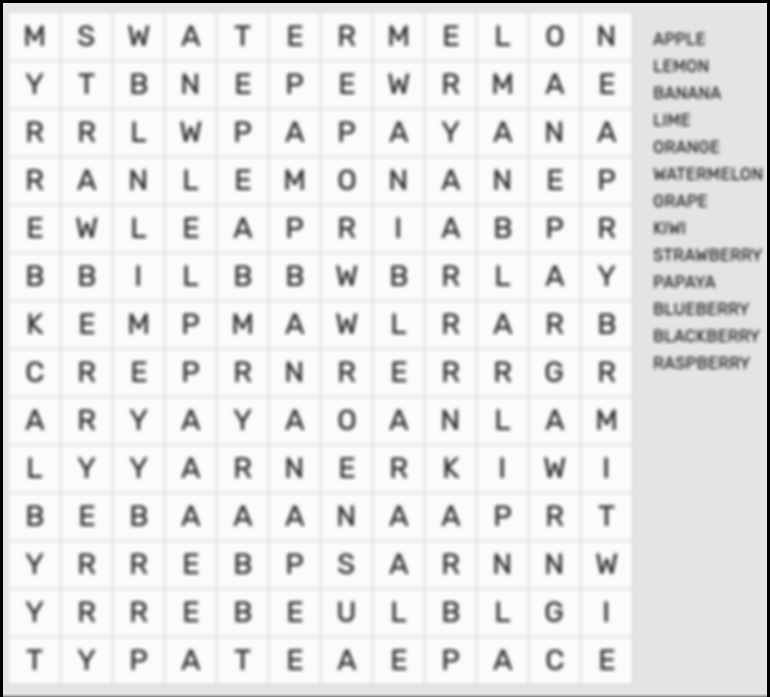 M S W A T E R M E L O N
Y T B N E P E W R M A E
R R L W P A P A Y A N A
R A N L E M O N A N E P
E W L E A P R I A B P R
B B I L B B W B R L A Y
K E M P M A W L R A R B
C R E P R N R E R R G R
A R Y A Y A O A N L A M
L Y Y A R N E R K I W I
B E B A A A N A A P R T
Y R R E B P S A R N N W
Y R R E B E U L B L G I
T Y P A T E A E P A C E
APPLE
LEMON
BANANA
LIME
ORANGE
WATERMELON
GRAPE
KIWI
STRAWBERRY
PAPAYA
BLUEBERRY
BLACKBERRY
RASPBERRY